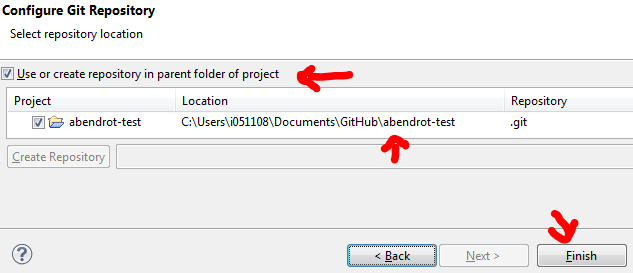 Configure Git Repository
Select repository location
Use or create repository in parent folder of project
Project Location Repository
abendrot-test C:\Users\i051108\Documents\GitHub\abendrot-test .git
Create Repository
? < Back Next > Finish